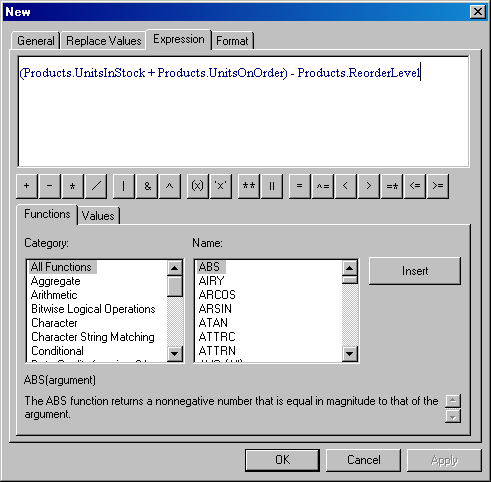 New
General Replace Values Expression Format
(Products.UnitsInStock + Products.UnitsOnOrder) - Products.ReorderLevel
+ - * / | & ^ (x) 'x' ** || = ^= < > =* <= >=
Functions Values
Category: Name:
All Functions ABS
Aggregate AIRY
Arithmetic ARCOS
Bitwise Logical Operations ARSIN
Character ATAN
Character String Matching ATTRC
Conditional ATTRN
Insert
ABS(argument)
The ABS function returns a nonnegative number that is equal in magnitude to that of the
argument.
OK Cancel Apply